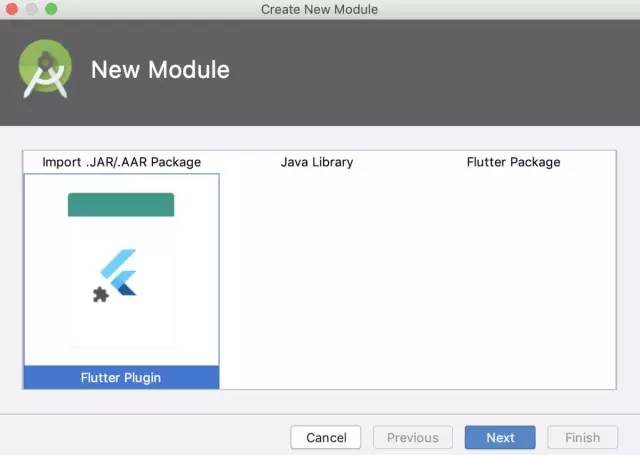 Create New Module
New Module
Import .JAR/.AAR Package
Java Library
Flutter Package
Flutter Plugin
Cancel
Previous
Next
Finish